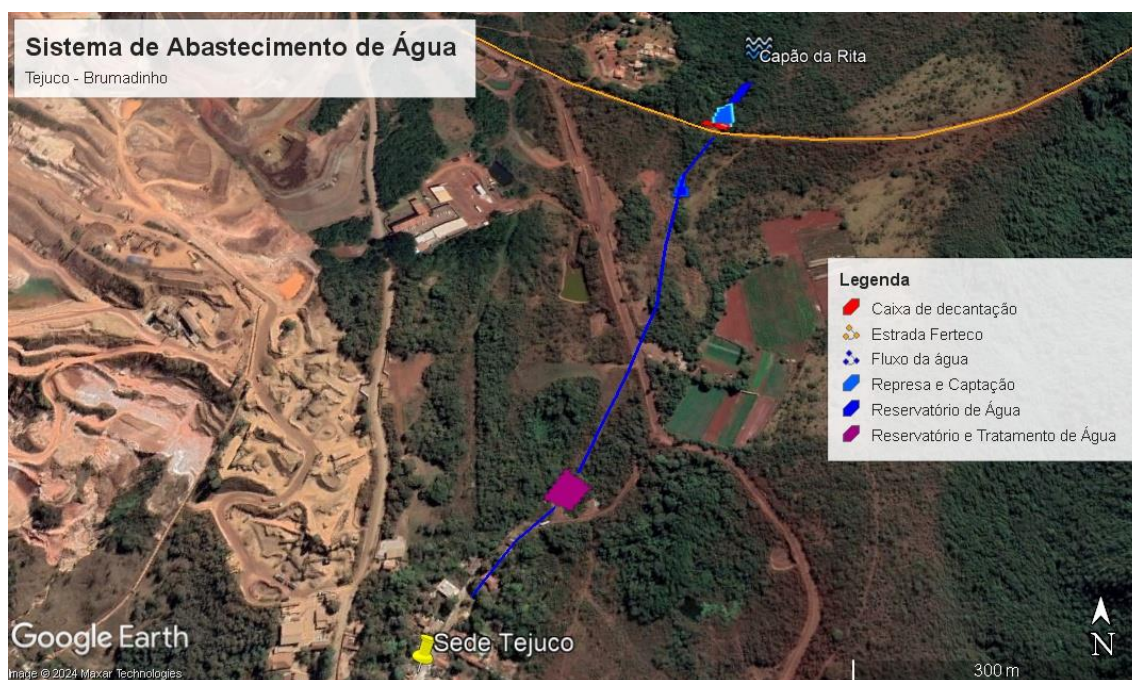 Sistema de Abastecimento de Água
Tejuco - Brumadinho
Capão da Rita
Legenda
Caixa de decantação
Estrada Ferteco
Fluxo da água
Represa e Captação
Reservatório de Água
Reservatório e Tratamento de Água
Sede Tejuco
Google Earth
Image © 2024 Maxar Technologies
N
300 m